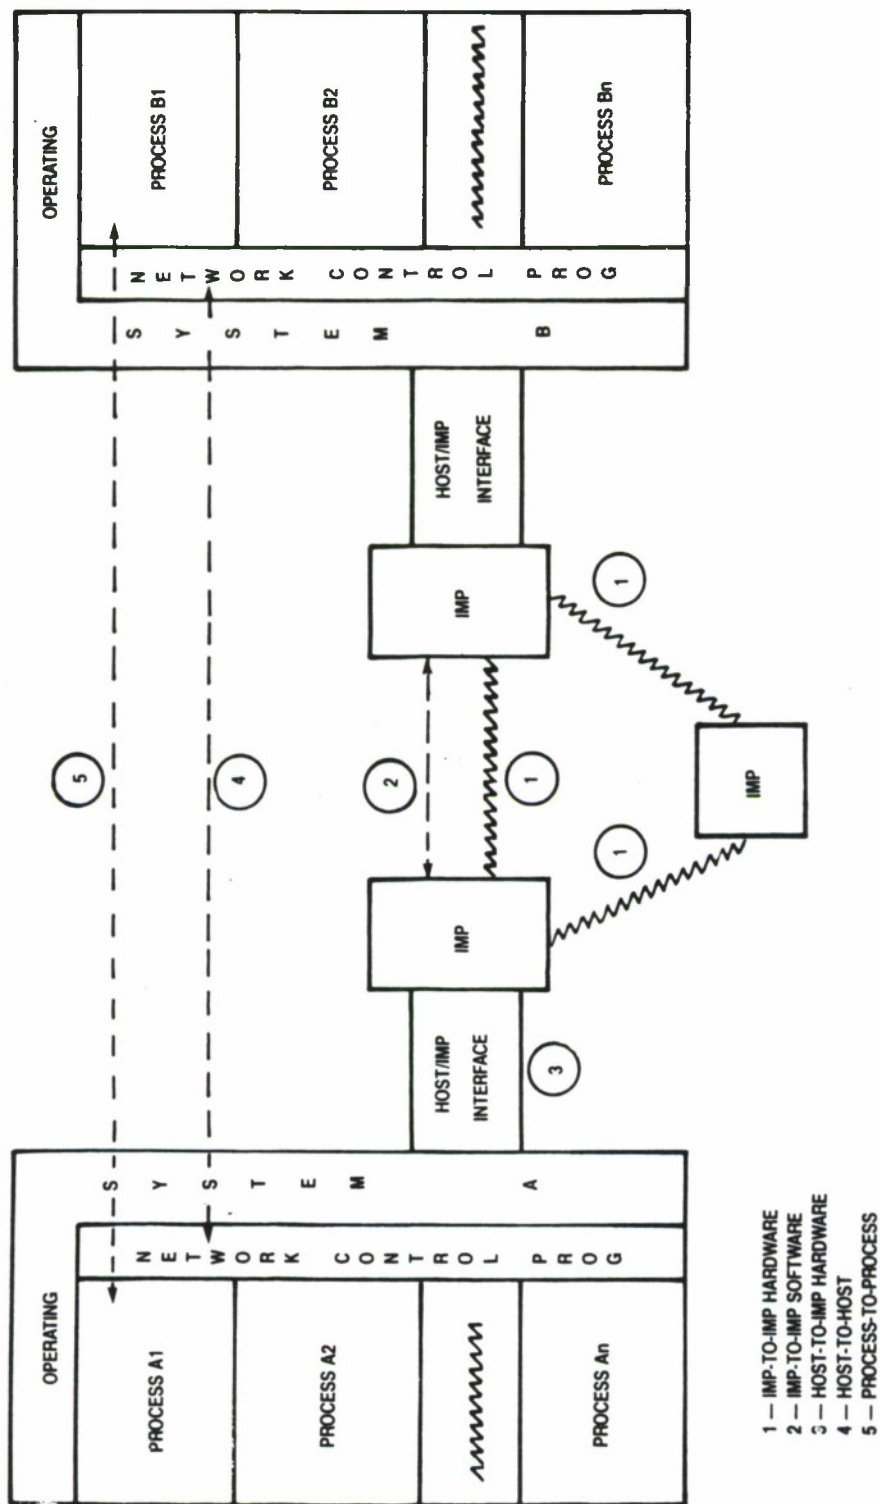 OPERATING
SYSTEM A
NETWORK CONTROL PROG
PROCESS A1
PROCESS A2
PROCESS An
HOST/IMP
INTERFACE
3
IMP
5
4
2
1
1
IMP
1
IMP
HOST/IMP
INTERFACE
OPERATING
SYSTEM B
NETWORK CONTROL PROG
PROCESS B1
PROCESS B2
PROCESS Bn
1 — IMP-TO-IMP HARDWARE
2 — IMP-TO-IMP SOFTWARE
3 — HOST-TO-IMP HARDWARE
4 — HOST-TO-HOST
5 — PROCESS-TO-PROCESS